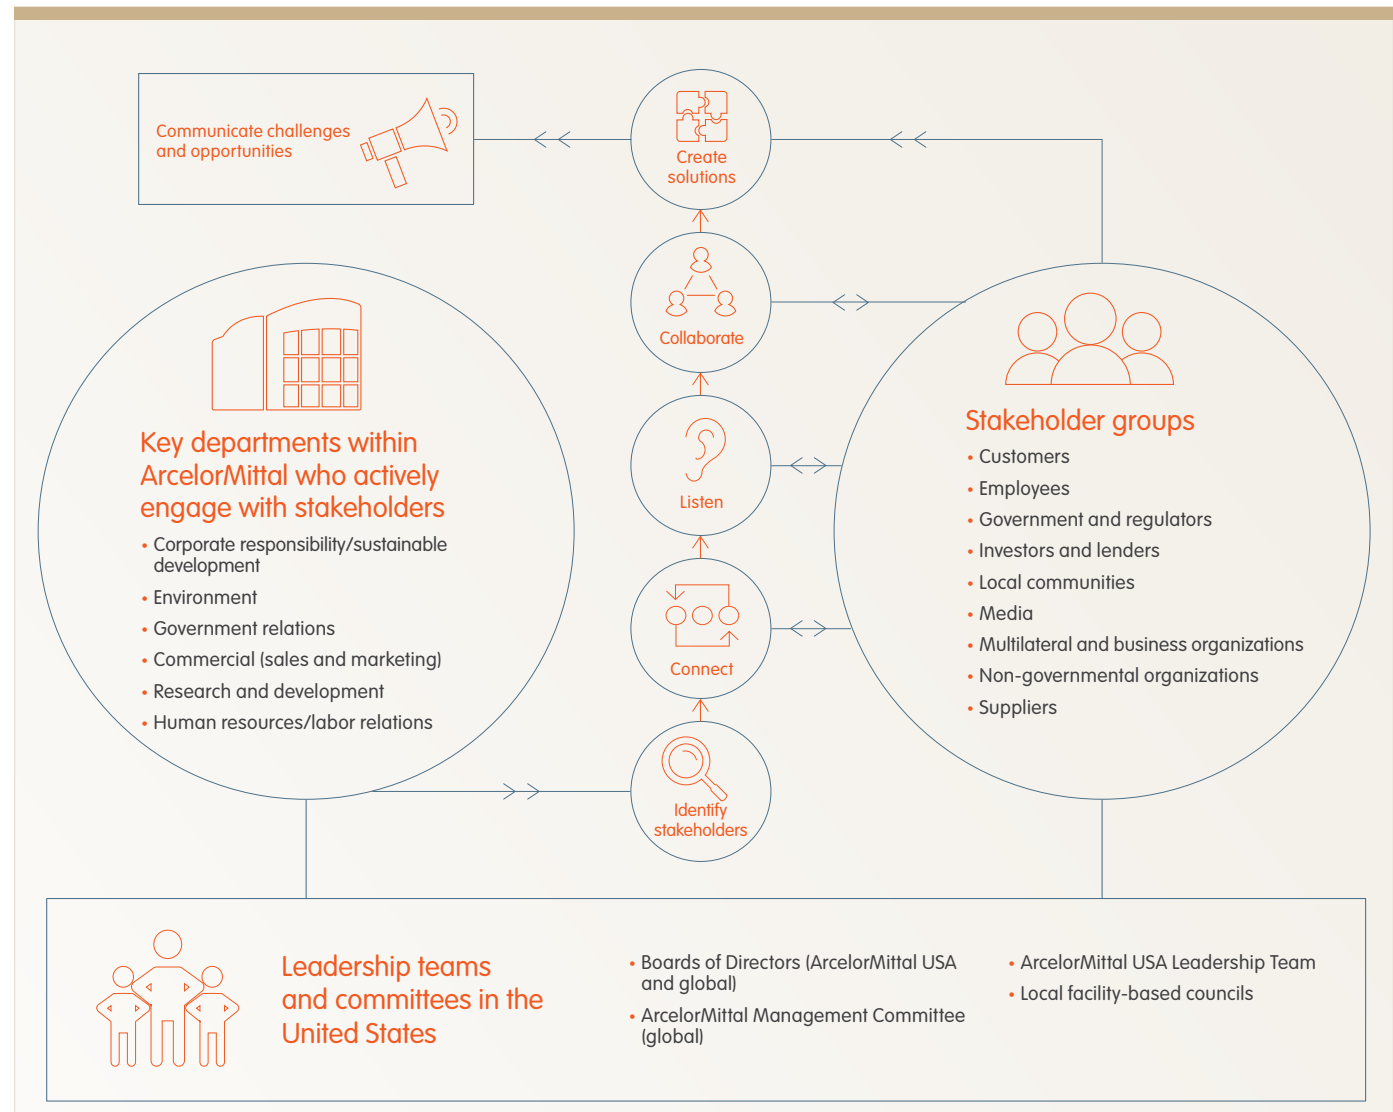 Communicate challenges
and opportunities
Create
solutions
Collaborate
Listen
Connect
Identify
stakeholders
Key departments within
ArcelorMittal who actively
engage with stakeholders
• Corporate responsibility/sustainable
development
• Environment
• Government relations
• Commercial (sales and marketing)
• Research and development
• Human resources/labor relations
Stakeholder groups
• Customers
• Employees
• Government and regulators
• Investors and lenders
• Local communities
• Media
• Multilateral and business organizations
• Non-governmental organizations
• Suppliers
Leadership teams
and committees in the
United States
• Boards of Directors (ArcelorMittal USA
and global)
• ArcelorMittal Management Committee
(global)
• ArcelorMittal USA Leadership Team
• Local facility-based councils